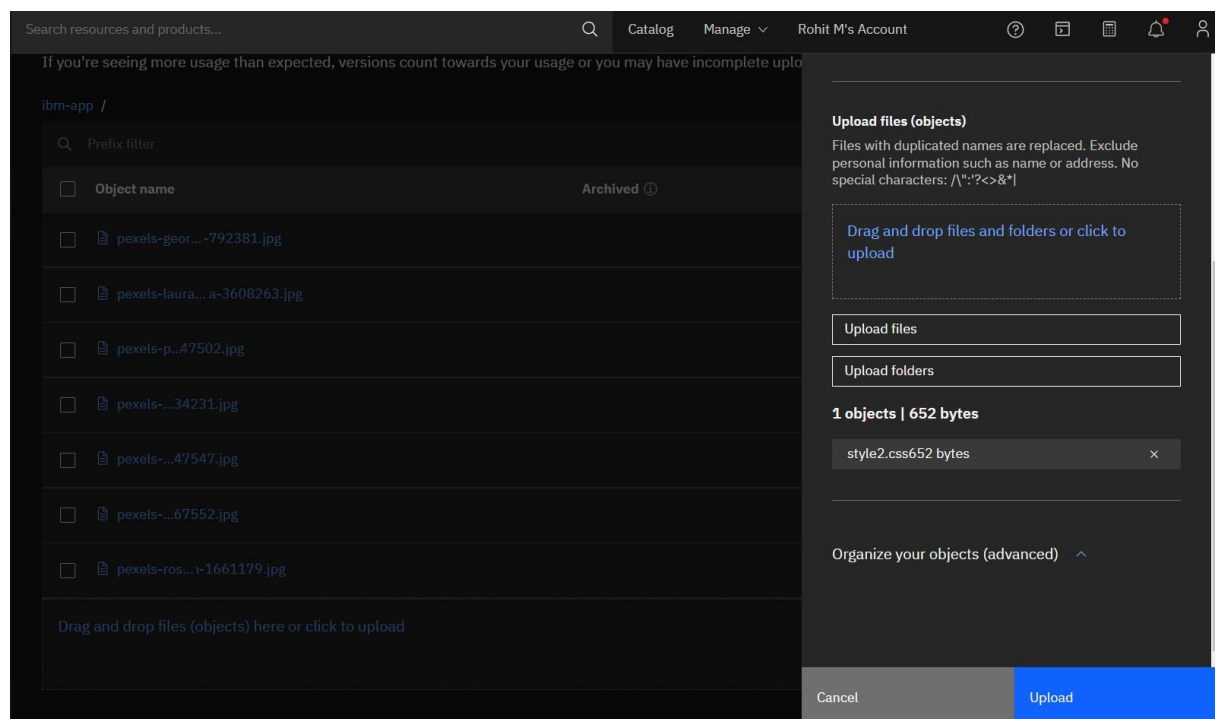 Search resources and products...
Catalog
Manage
Rohit M's Account
If you're seeing more usage than expected, versions count towards your usage or you may have incomplete uplo
ibm-app /
Prefix filter
Object name
Archived
pexels-geor...-792381.jpg
pexels-laura... a-3608263.jpg
pexels-p...47502.jpg
pexels-...34231.jpg
pexels-...47547.jpg
pexels-...67552.jpg
pexels-ros...-1661179.jpg
Drag and drop files (objects) here or click to upload
Upload files (objects)
Files with duplicated names are replaced. Exclude
personal information such as name or address. No
special characters: /\":'?<>&*|
Drag and drop files and folders or click to
upload
Upload files
Upload folders
1 objects | 652 bytes
style2.css652 bytes
Organize your objects (advanced)
Cancel
Upload